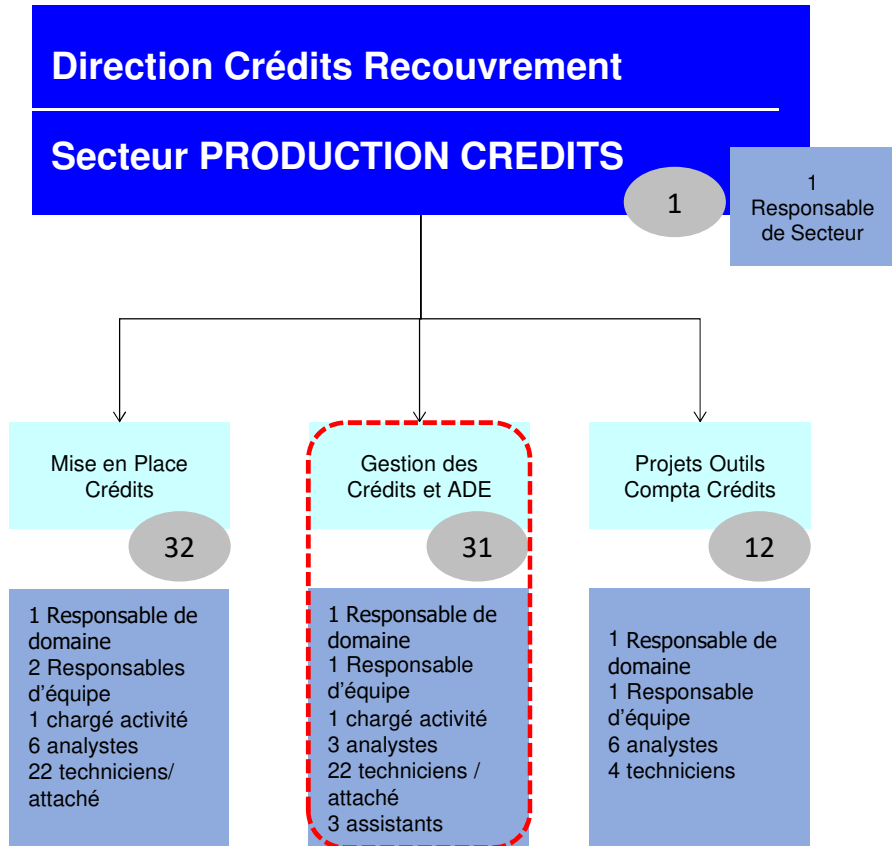 Direction Crédits Recouvrement
Secteur PRODUCTION CREDITS
1
1
Responsable
de Secteur
Mise en Place
Crédits
32
1 Responsable de
domaine
2 Responsables
d’équipe
1 chargé activité
6 analystes
22 techniciens/
attaché
Gestion des
Crédits et ADE
31
1 Responsable de
domaine
1 Responsable
d’équipe
1 chargé activité
3 analystes
22 techniciens /
attaché
3 assistants
Projets Outils
Compta Crédits
12
1 Responsable de
domaine
1 Responsable
d’équipe
6 analystes
4 techniciens